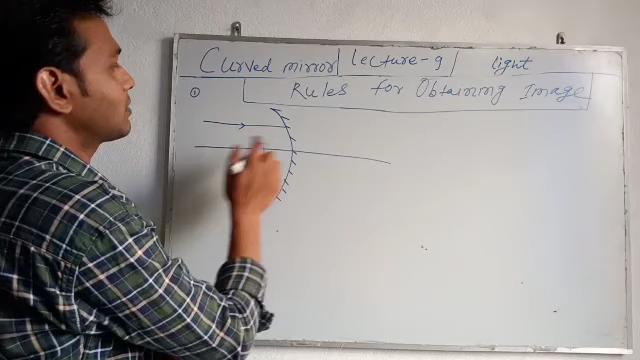 Curved mirror | Lecture-9 | light
① Rules for Obtaining Image